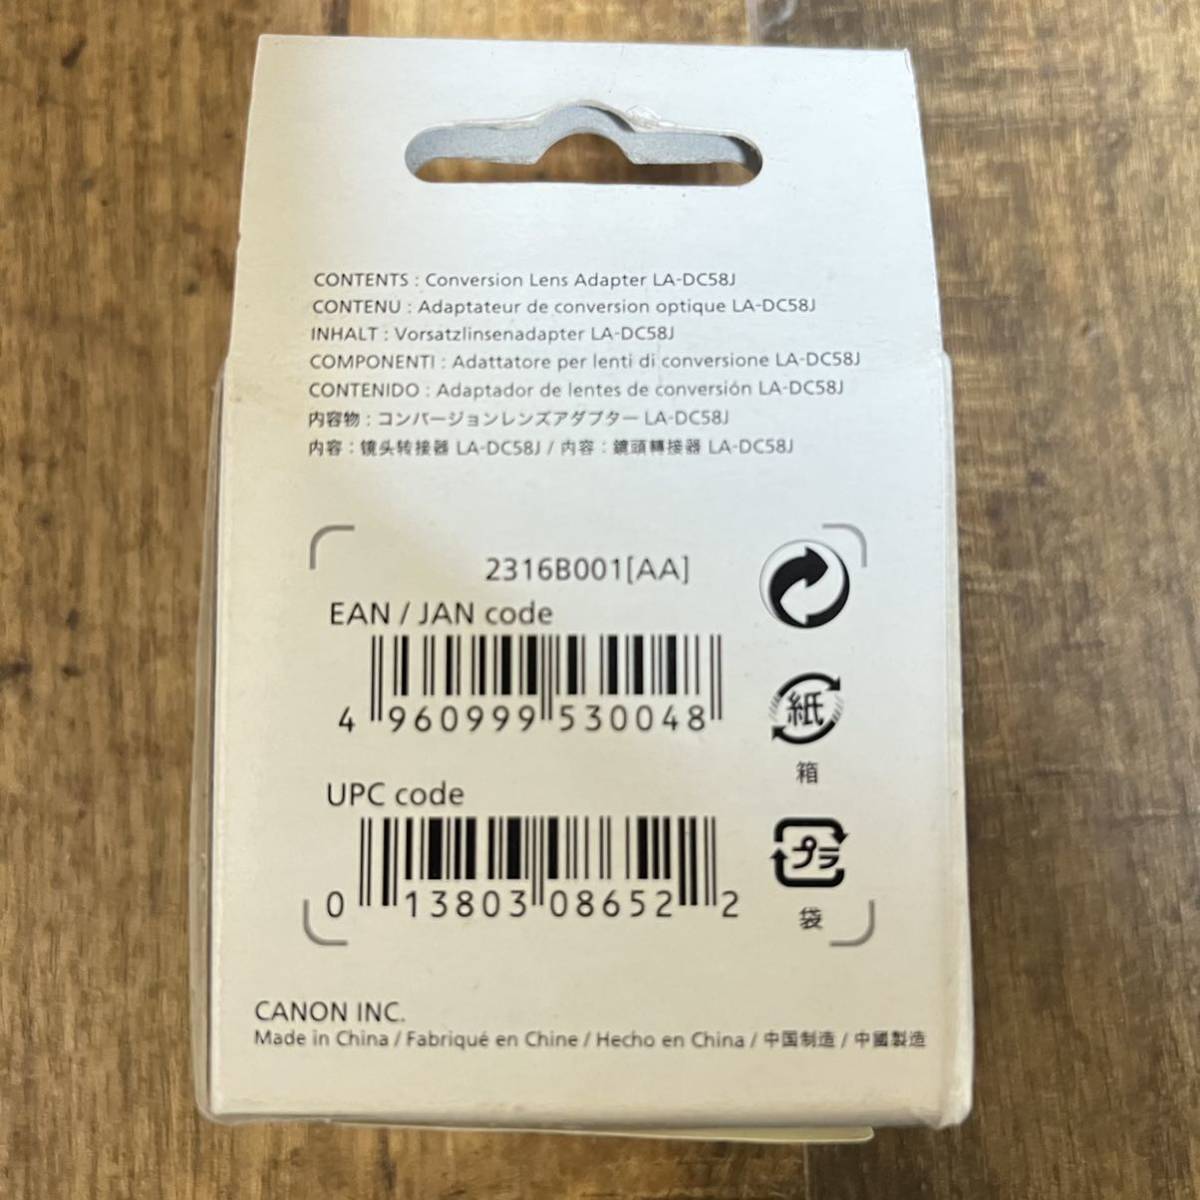 CONTENTS : Conversion Lens Adapter LA-DC58J
CONTENU : Adaptateur de conversion optique LA-DC58J
INHALT : Vorsatzlinsenadapter LA-DC58J
COMPONENTI : Adattatore per lenti di conversione LA-DC58J
CONTENIDO : Adaptador de lentes de conversión LA-DC58J
内容物 : コンバージョンレンズアダプター LA-DC58J
内容 : 镜头转接器 LA-DC58J / 内容 : 鏡頭轉接器 LA-DC58J
2316B001[AA]
EAN / JAN code
4 960999 530048
紙
箱
UPC code
0 13803 08652 2
プラ
袋
CANON INC.
Made in China / Fabriqué en Chine / Hecho en China / 中国制造 / 中國製造